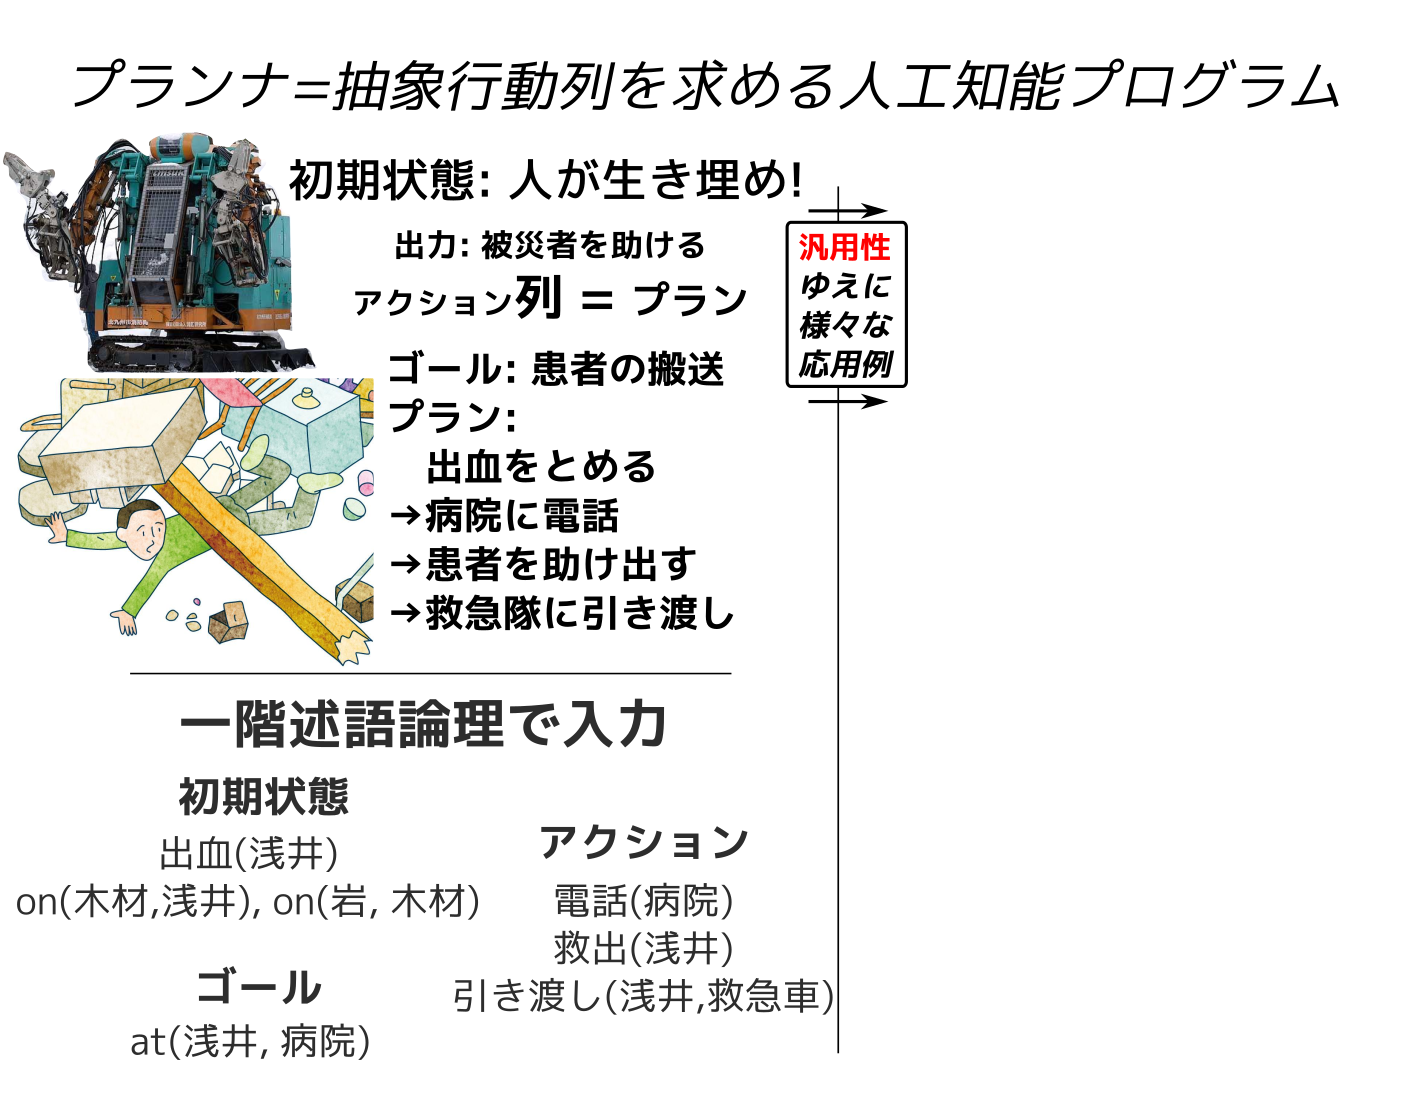 プランナ=抽象行動列を求める人工知能プログラム
初期状態: 人が生き埋め!
出力: 被災者を助ける
アクション列 = プラン
ゴール: 患者の搬送
プラン:
出血をとめる
→病院に電話
→患者を助け出す
→救急隊に引き渡し
汎用性
ゆえに
様々な
応用例
一階述語論理で入力
初期状態
出血(浅井)
on(木材,浅井), on(岩, 木材)
ゴール
at(浅井, 病院)
アクション
電話(病院)
救出(浅井)
引き渡し(浅井,救急車)